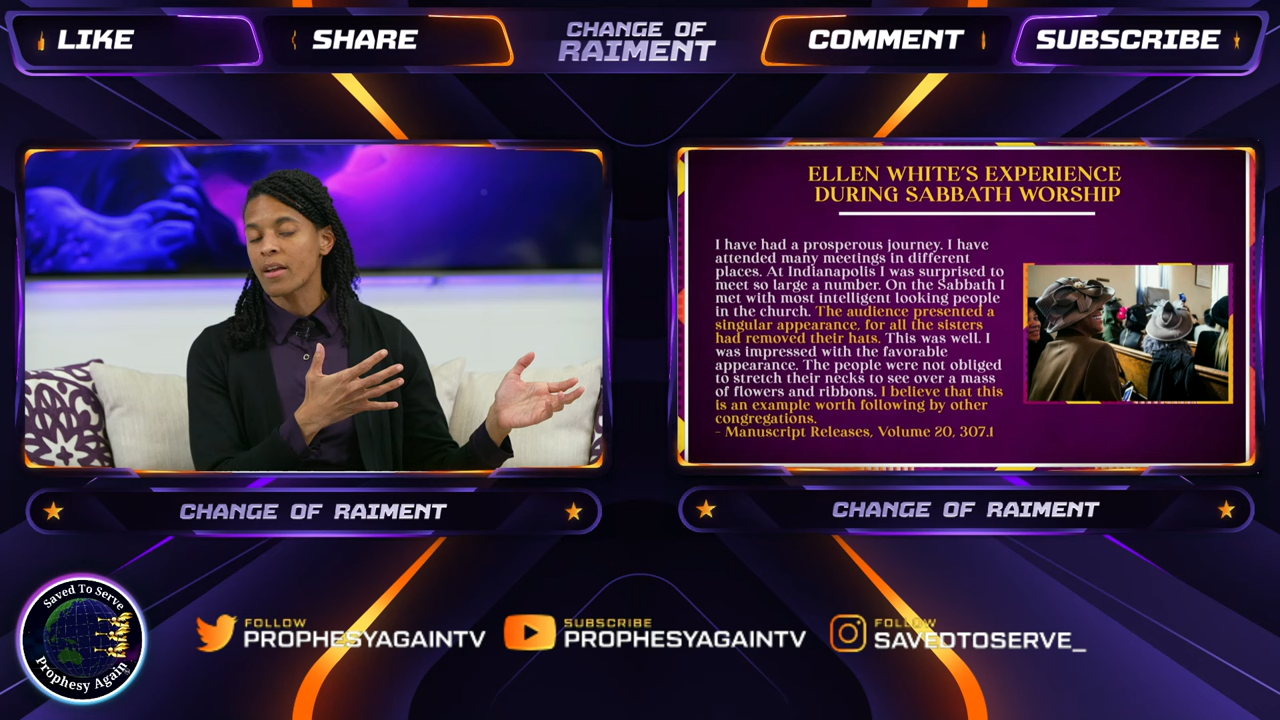 LIKE
SHARE
CHANGE OF
RAIMENT
COMMENT
SUBSCRIBE
ELLEN WHITE'S EXPERIENCE
DURING SABBATH WORSHIP
I have had a prosperous journey. I have
attended many meetings in different
places. At Indianapolis I was surprised to
meet so large a number. On the Sabbath I
met with most intelligent looking people
in the church. The audience presented a
singular appearance, for all the sisters
had removed their hats. This was well. I
was impressed with the favorable
appearance. The people were not obliged
to stretch their necks to see over a mass
of flowers and ribbons. I believe that this
is an example worth following by other
congregations.
- Manuscript Releases, Volume 20, 307.1
CHANGE OF RAIMENT
CHANGE OF RAIMENT
Saved To Serve
Prophesy Again
FOLLOW
PROPHESYAGAINTV
SUBSCRIBE
PROPHESYAGAINTV
FOLLOW
SAVEDTOSERVE_